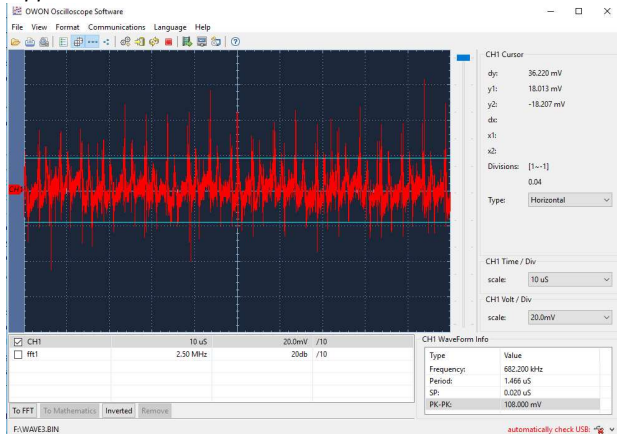 OWON Oscilloscope Software
File View Format Communications Language Help
CH1 Cursor
dy: 36.220 mV
y1: 18.013 mV
y2: -18.207 mV
dx:
x1:
x2:
Divisions: [1~-1]
0.04
Type: Horizontal
CH1
CH1 Time / Div
scale: 10 uS
CH1 Volt / Div
scale: 20.0mV
CH1 10 uS 20.0mV /10
fft1 2.50 MHz 20db /10
To FFT To Mathematics Inverted Remove
CH1 WaveForm Info
Type Value
Frequency: 682.200 kHz
Period: 1.466 uS
SP: 0.020 uS
PK-PK: 108.000 mV
F:\WAVE3.BIN
automatically check USB: